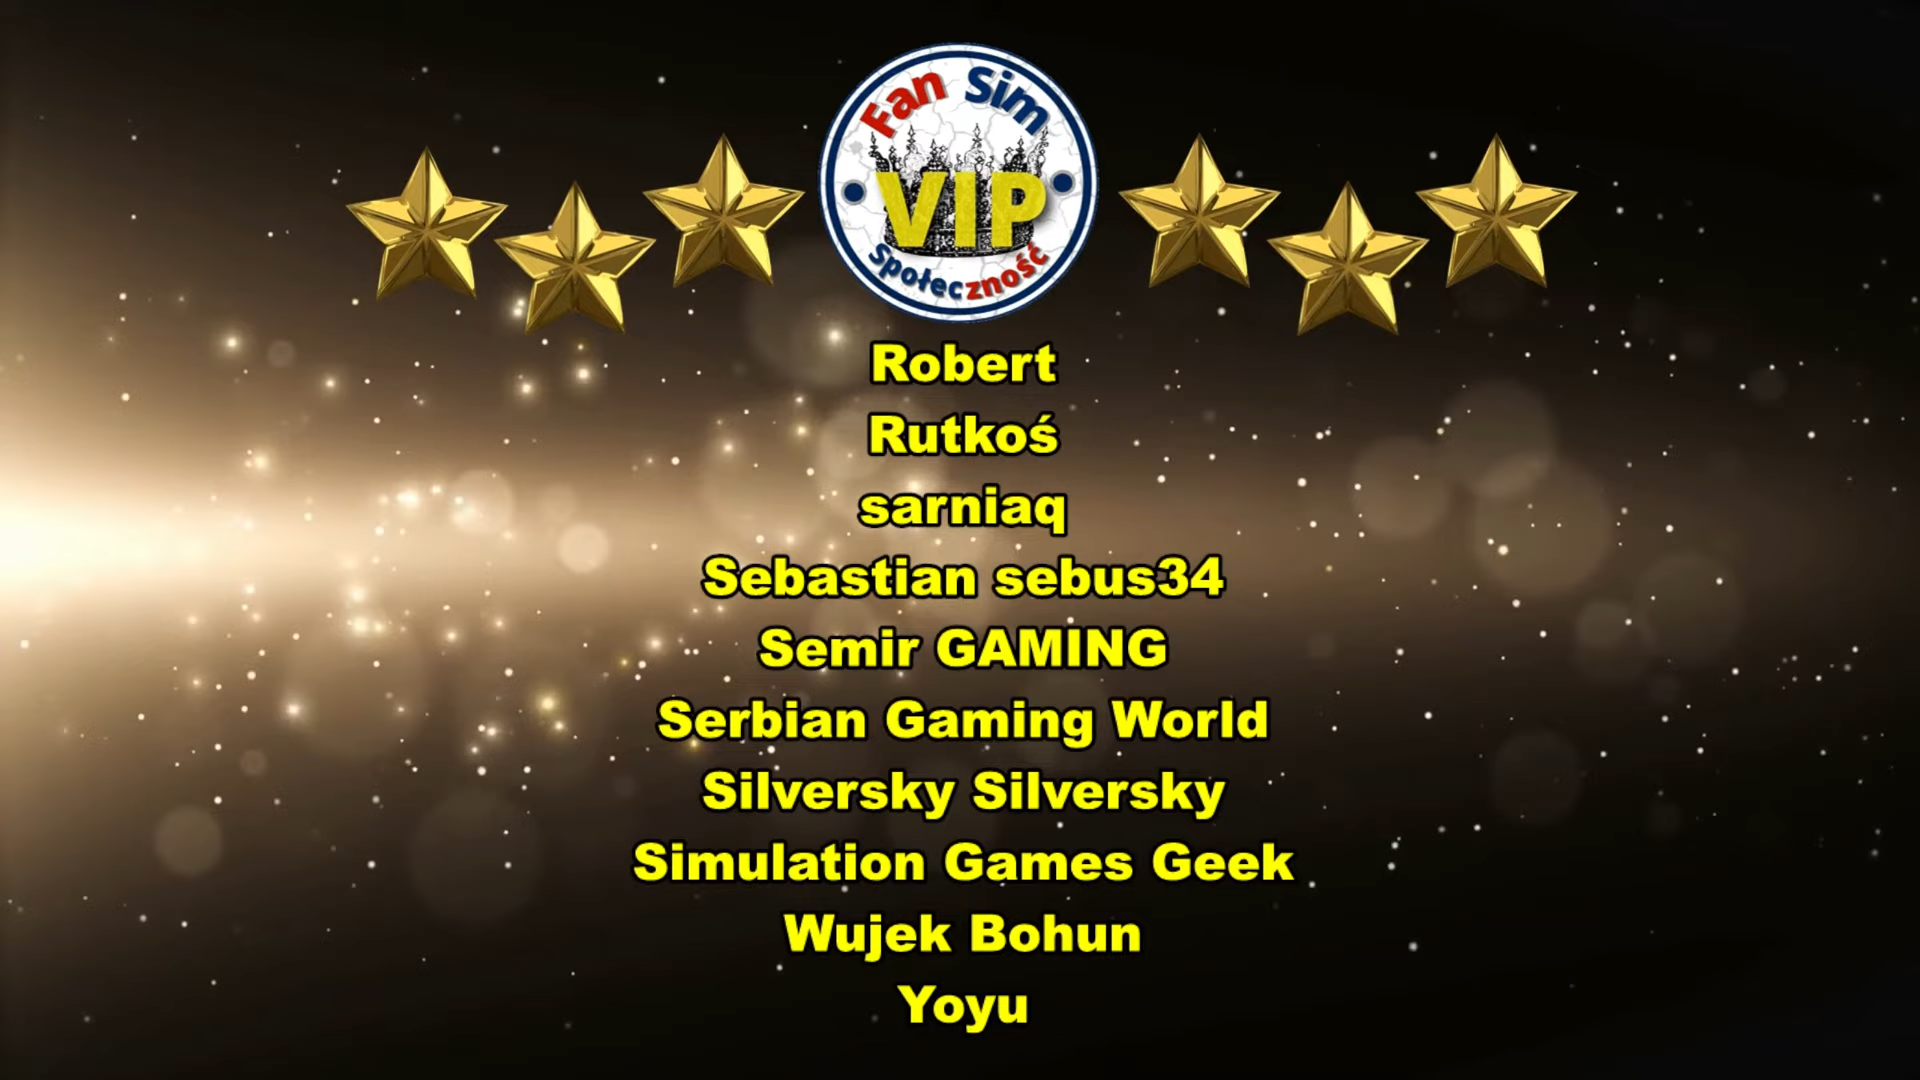 Fan Sim
VIP
Społeczność
Robert
Rutkoś
sarniaq
Sebastian sebus34
Semir GAMING
Serbian Gaming World
Silversky Silversky
Simulation Games Geek
Wujek Bohun
Yoyu